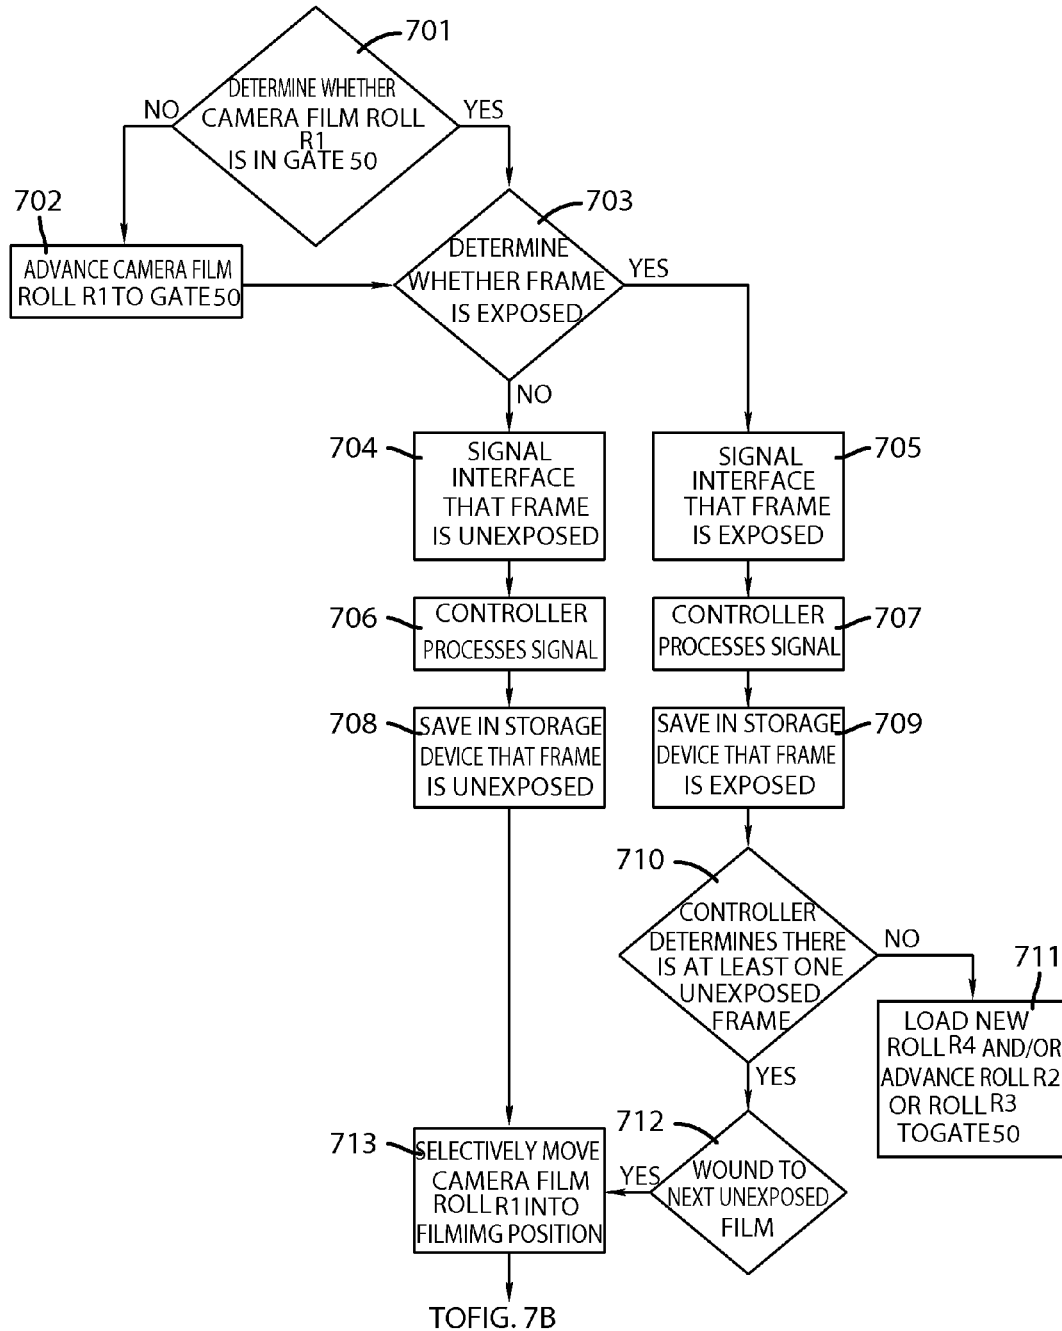 701
DETERMINE WHETHER
CAMERA FILM ROLL
R1
IS IN GATE 50
NO
YES
702
ADVANCE CAMERA FILM
ROLL R1 TO GATE 50
703
DETERMINE
WHETHER FRAME
IS EXPOSED
YES
NO
704
SIGNAL
INTERFACE
THAT FRAME
IS UNEXPOSED
705
SIGNAL
INTERFACE
THAT FRAME
IS EXPOSED
706
CONTROLLER
PROCESSES SIGNAL
707
CONTROLLER
PROCESSES SIGNAL
708
SAVE IN STORAGE
DEVICE THAT FRAME
IS UNEXPOSED
709
SAVE IN STORAGE
DEVICE THAT FRAME
IS EXPOSED
710
CONTROLLER
DETERMINES THERE
IS AT LEAST ONE
UNEXPOSED
FRAME
NO
YES
711
LOAD NEW
ROLL R4 AND/OR
ADVANCE ROLL R2
OR ROLL R3
TOGATE 50
712
WOUND TO
NEXT UNEXPOSED
FILM
YES
713
SELECTIVELY MOVE
CAMERA FILM
ROLL R1 INTO
FILMIMG POSITION
TOFIG. 7B